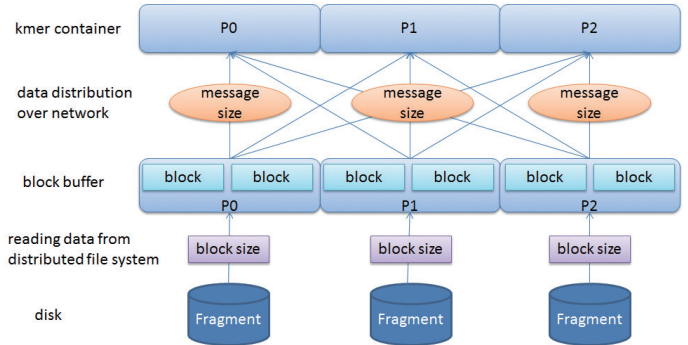 kmer container
P0
P1
P2
data distribution
over network
message
size
message
size
message
size
block buffer
block
block
block
block
block
block
P0
P1
P2
reading data from
distributed file system
block size
block size
block size
disk
Fragment
Fragment
Fragment